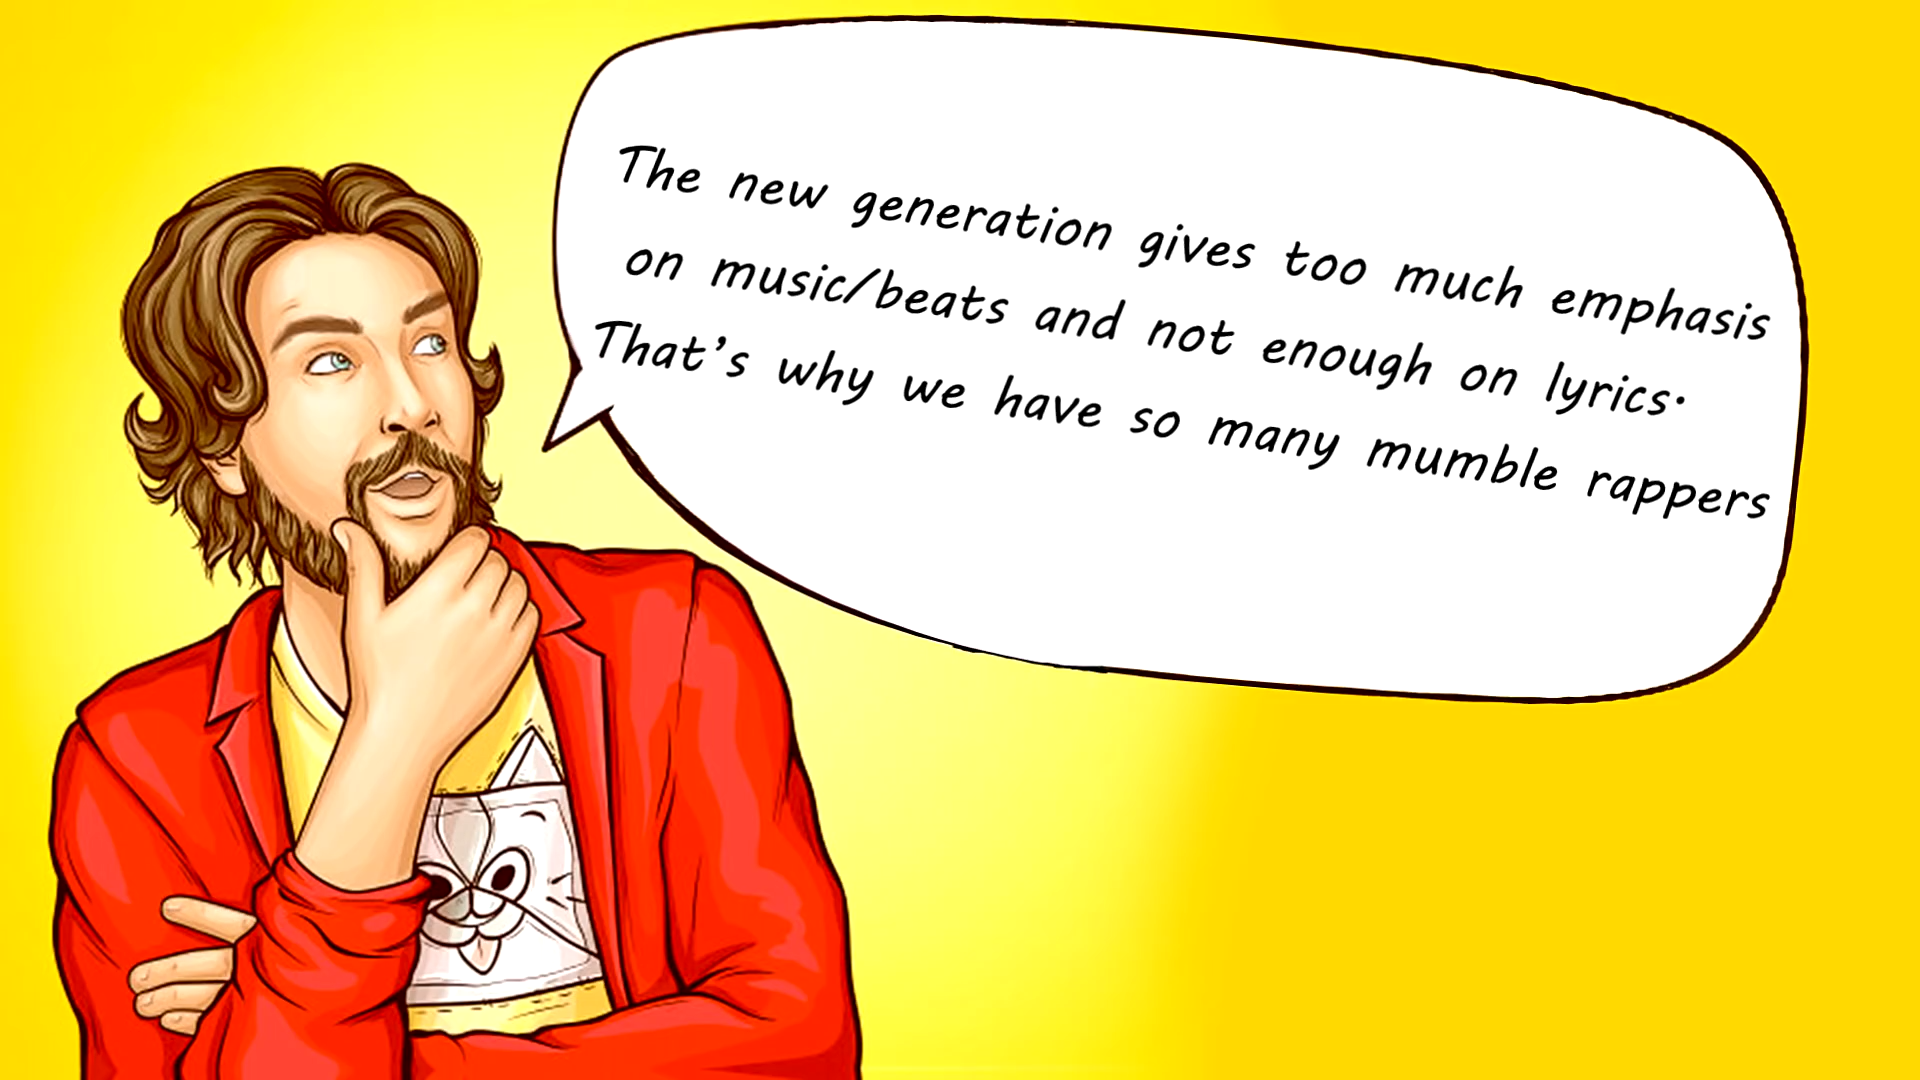 The new generation gives too much emphasis
on music/beats and not enough on lyrics.
That's why we have so many mumble rappers